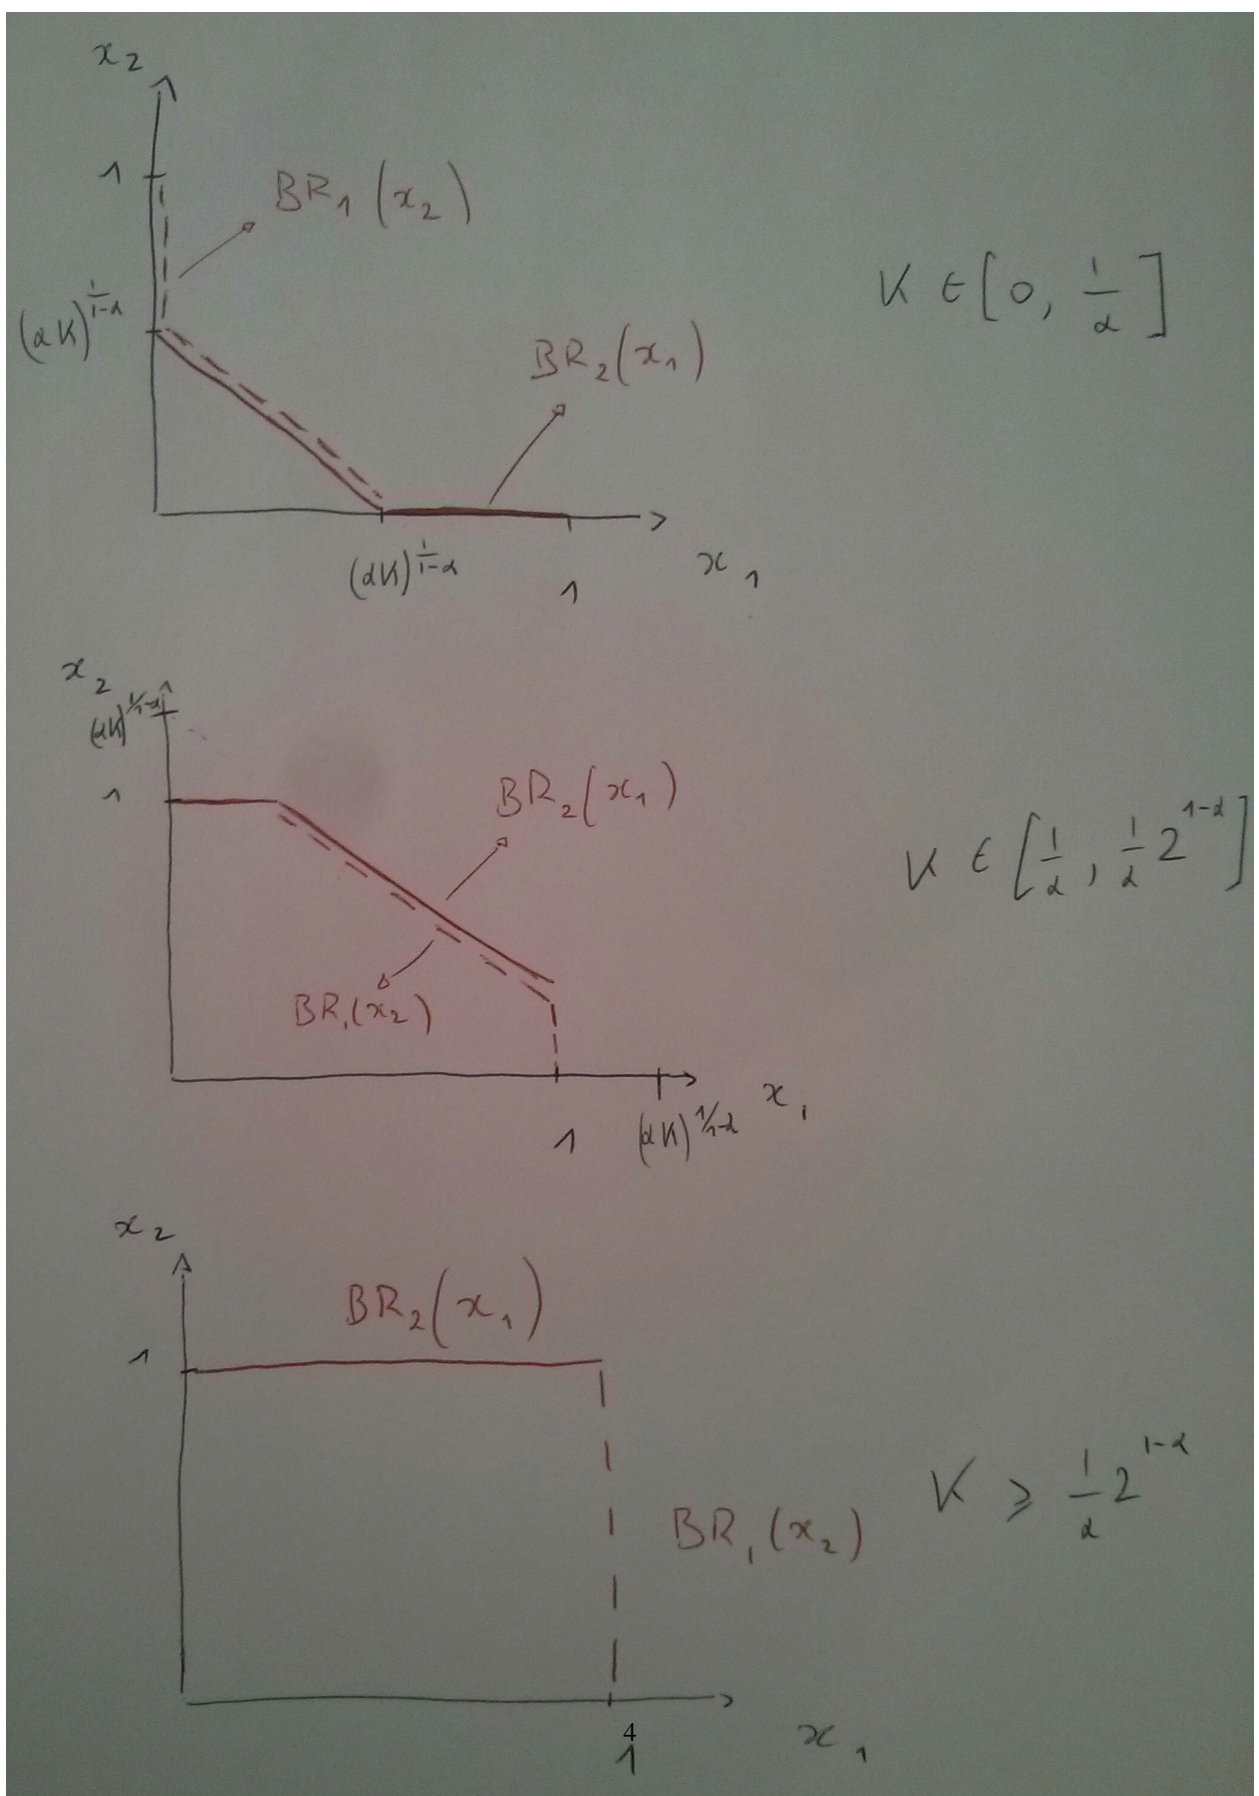 x₂
1
BR₁(x₂)
K ∈ [0, 1/α]
(αK)^{1/1-α}
BR₂(x₁)
(αK)^{1/1-α}
1
x₁
x₂
(αK)^{1/1-α}
1
BR₂(x₁)
K ∈ [1/α, 1/α 2^{1-α}]
BR₁(x₂)
1
(αK)^{1/1-α}
x₁
x₂
BR₂(x₁)
1
K ⩾ 1/α 2^{1-α}
BR₁(x₂)
4
1
x₁